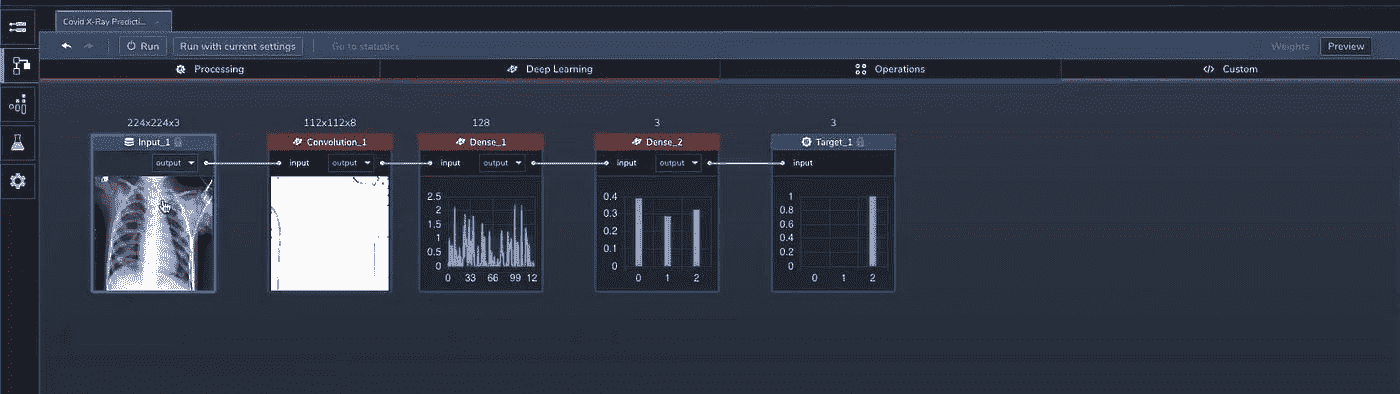 Covid X-Ray Predicti...
Run
Run with current settings
Go to statistics
Weights
Preview
Processing
Deep Learning
Operations
Custom
224x224x3
112x112x8
128
3
3
Input_1
Convolution_1
Dense_1
Dense_2
Target_1
output
input
output
input
output
input
output
input
2.5
2
1.5
1
0.5
0
0 33 66 99 12
0.4
0.3
0.2
0.1
0
0 1 2
1
0.8
0.6
0.4
0.2
0
0 1 2